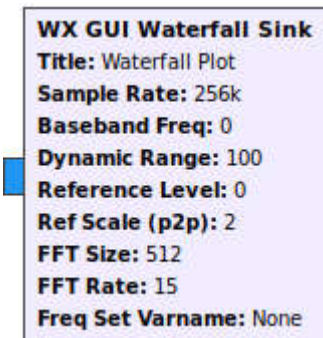 WX GUI Waterfall Sink
Title: Waterfall Plot
Sample Rate: 256k
Baseband Freq: 0
Dynamic Range: 100
Reference Level: 0
Ref Scale (p2p): 2
FFT Size: 512
FFT Rate: 15
Freq Set Varname: None